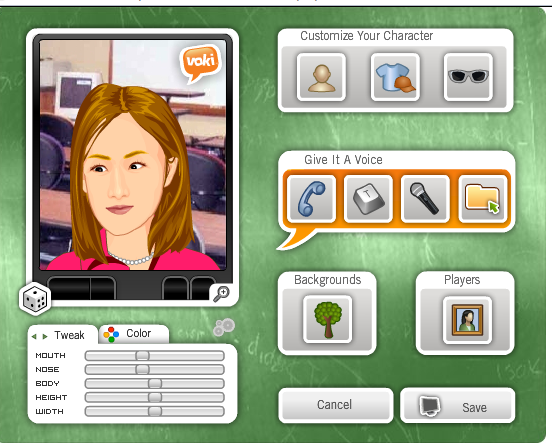 Customize Your Character
voki
Give It A Voice
T
Backgrounds
Players
Tweak
Color
MOUTH
NOSE
BODY
HEIGHT
WIDTH
Cancel
Save